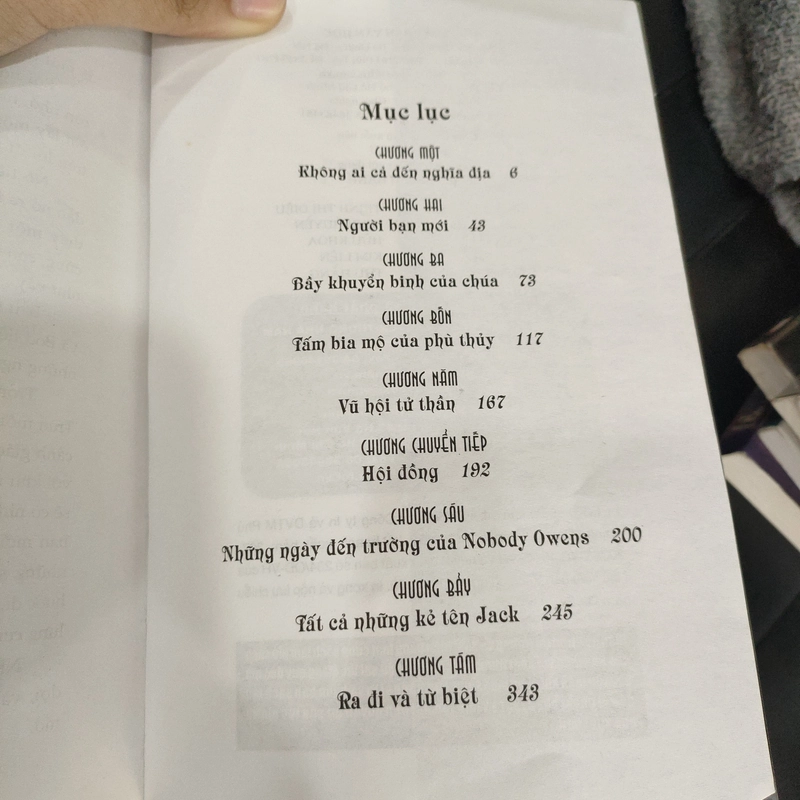 Mục lục
CHƯƠNG MỘT
Không ai cả đến nghĩa địa 6
CHƯƠNG HAI
Người bạn mới 43
CHƯƠNG BA
Bầy khuyển binh của chúa 73
CHƯƠNG BỐN
Tấm bia mộ của phù thủy 117
CHƯƠNG NĂM
Vũ hội tử thần 167
CHƯƠNG CHUYỂN TIẾP
Hội đồng 192
CHƯƠNG SÁU
Những ngày đến trường của Nobody Owens 200
CHƯƠNG BẢY
Tất cả những kẻ tên Jack 245
CHƯƠNG TÁM
Ra đi và từ biệt 343